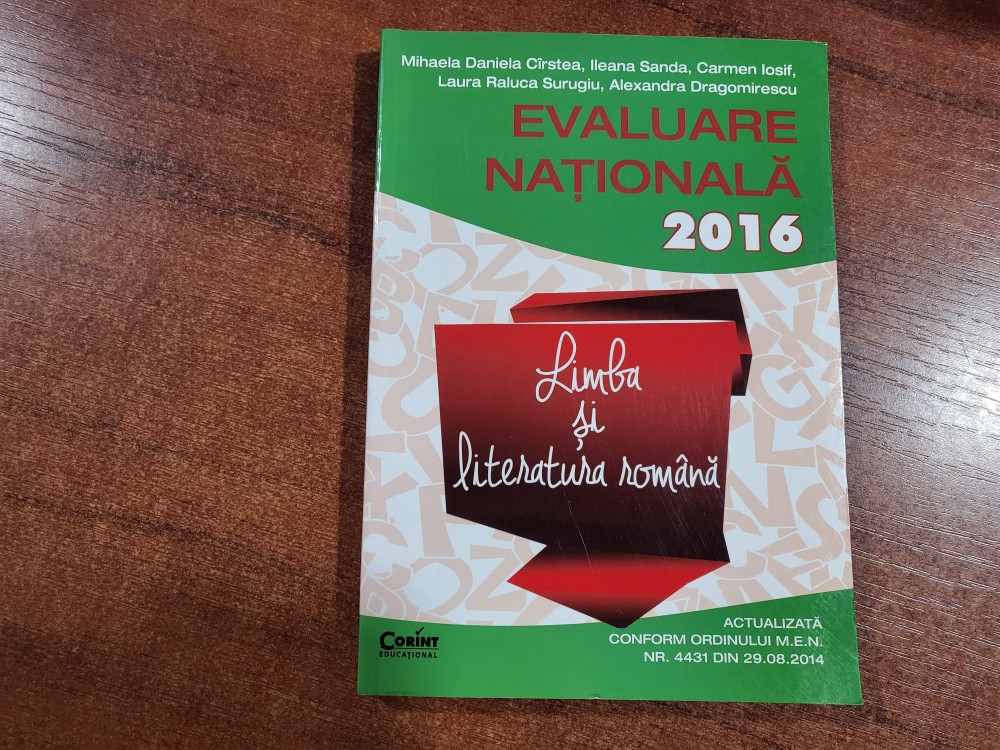 Mihaela Daniela Cîrstea, Ileana Sanda, Carmen Iosif,
Laura Raluca Surugiu, Alexandra Dragomirescu
EVALUARE
NAȚIONALĂ
2016
Limba
și
literatura română
ACTUALIZATĂ
CONFORM ORDINULUI M.E.N.
NR. 4431 DIN 29.08.2014
CORINT
EDUCAȚIONAL